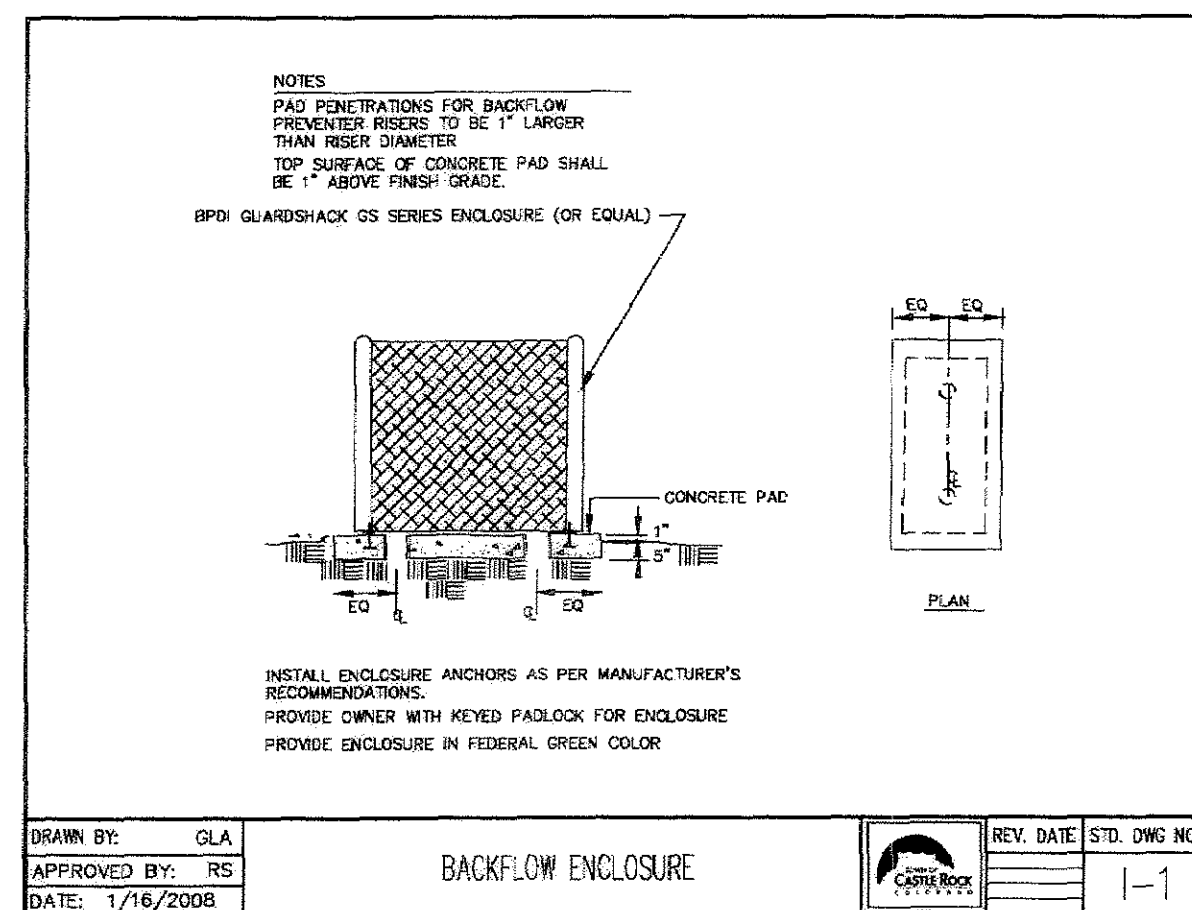 NOTES
PAD PENETRATIONS FOR BACKFLOW
PREVENTER RISERS TO BE 1" LARGER
THAN RISER DIAMETER
TOP SURFACE OF CONCRETE PAD SHALL
BE 1" ABOVE FINISH GRADE.
BPDI GUARDSHACK GS SERIES ENCLOSURE (OR EQUAL)
EQ EQ
CONCRETE PAD
1"
5"
EQ ℄ ℄ EQ
PLAN
INSTALL ENCLOSURE ANCHORS AS PER MANUFACTURER'S
RECOMMENDATIONS.
PROVIDE OWNER WITH KEYED PADLOCK FOR ENCLOSURE
PROVIDE ENCLOSURE IN FEDERAL GREEN COLOR
DRAWN BY: GLA
APPROVED BY: RS
DATE: 1/16/2008
BACKFLOW ENCLOSURE
TOWN OF
CASTLE ROCK
COLORADO
REV. DATE
STD. DWG NO
I-1